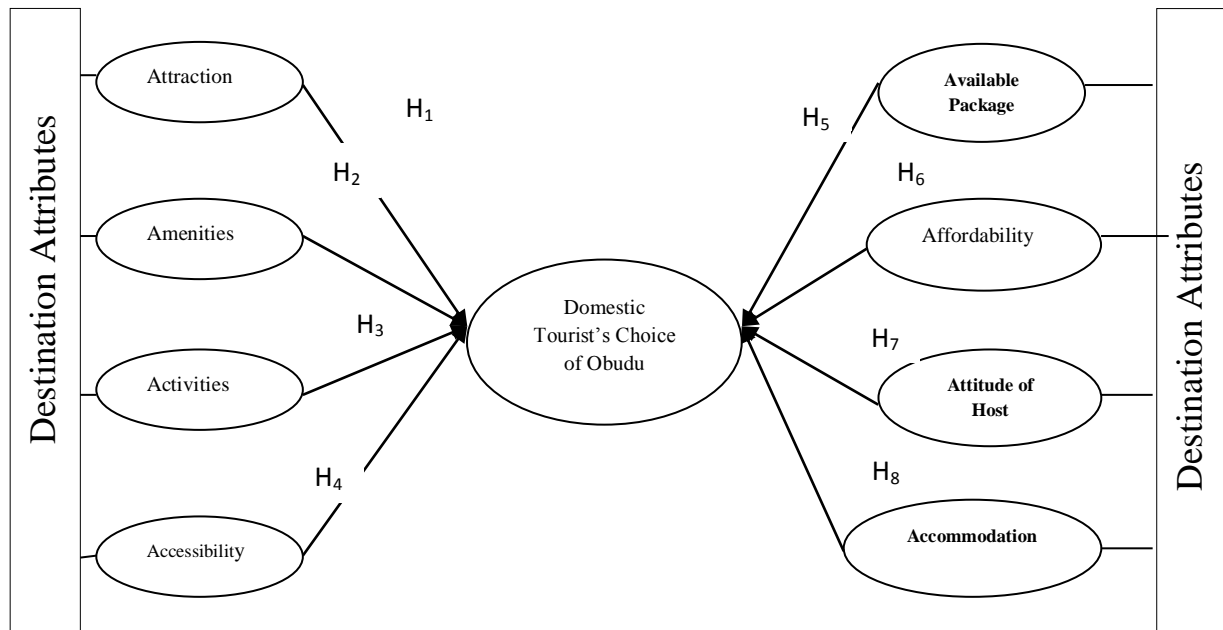 Destination Attributes
Attraction
H₁
H₂
Amenities
H₃
Activities
H₄
Accessibility
Domestic
Tourist’s Choice
of Obudu
H₅
Available
Package
H₆
Affordability
H₇
Attitude of
Host
H₈
Accommodation
Destination Attributes